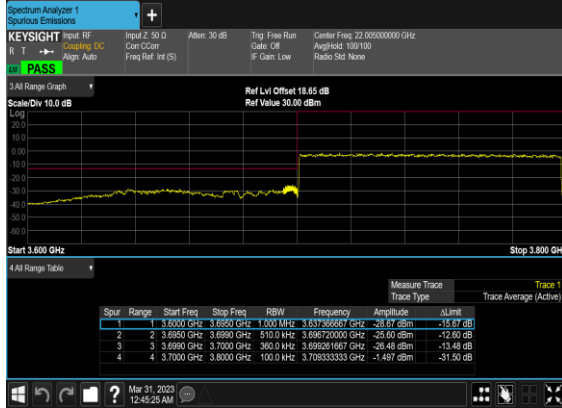 Spectrum Analyzer 1
Spurious Emissions
KEYSIGHT Input: RF
R T Coupling: DC
Align: Auto
Input Z: 50 Ω
Corr CCorr
Freq Ref: Int (S)
Atten: 30 dB
Trig: Free Run
Gate: Off
IF Gain: Low
Center Freq: 22.005000000 GHz
Avg|Hold: 100/100
Radio Std: None
PASS
3 All Range Graph
Scale/Div 10.0 dB
Ref Lvl Offset 18.65 dB
Ref Value 30.00 dBm
Log
20.0
10.0
0.00
-10.0
-20.0
-30.0
-40.0
-50.0
-60.0
Start 3.600 GHz
Stop 3.800 GH
4 All Range Table
Measure Trace Trace 1
Trace Type Trace Average (Active)
Spur Range Start Freq Stop Freq RBW Frequency Amplitude ΔLimit
1 1 3.6000 GHz 3.6950 GHz 1.000 MHz 3.637366667 GHz -28.67 dBm -15.67 dB
2 2 3.6950 GHz 3.6990 GHz 510.0 kHz 3.696720000 GHz -25.60 dBm -12.60 dB
3 3 3.6990 GHz 3.7000 GHz 360.0 kHz 3.699261667 GHz -26.48 dBm -13.48 dB
4 4 3.7000 GHz 3.8000 GHz 100.0 kHz 3.709333333 GHz -1.497 dBm -31.50 dB
?
Mar 31, 2023
12:45:25 AM